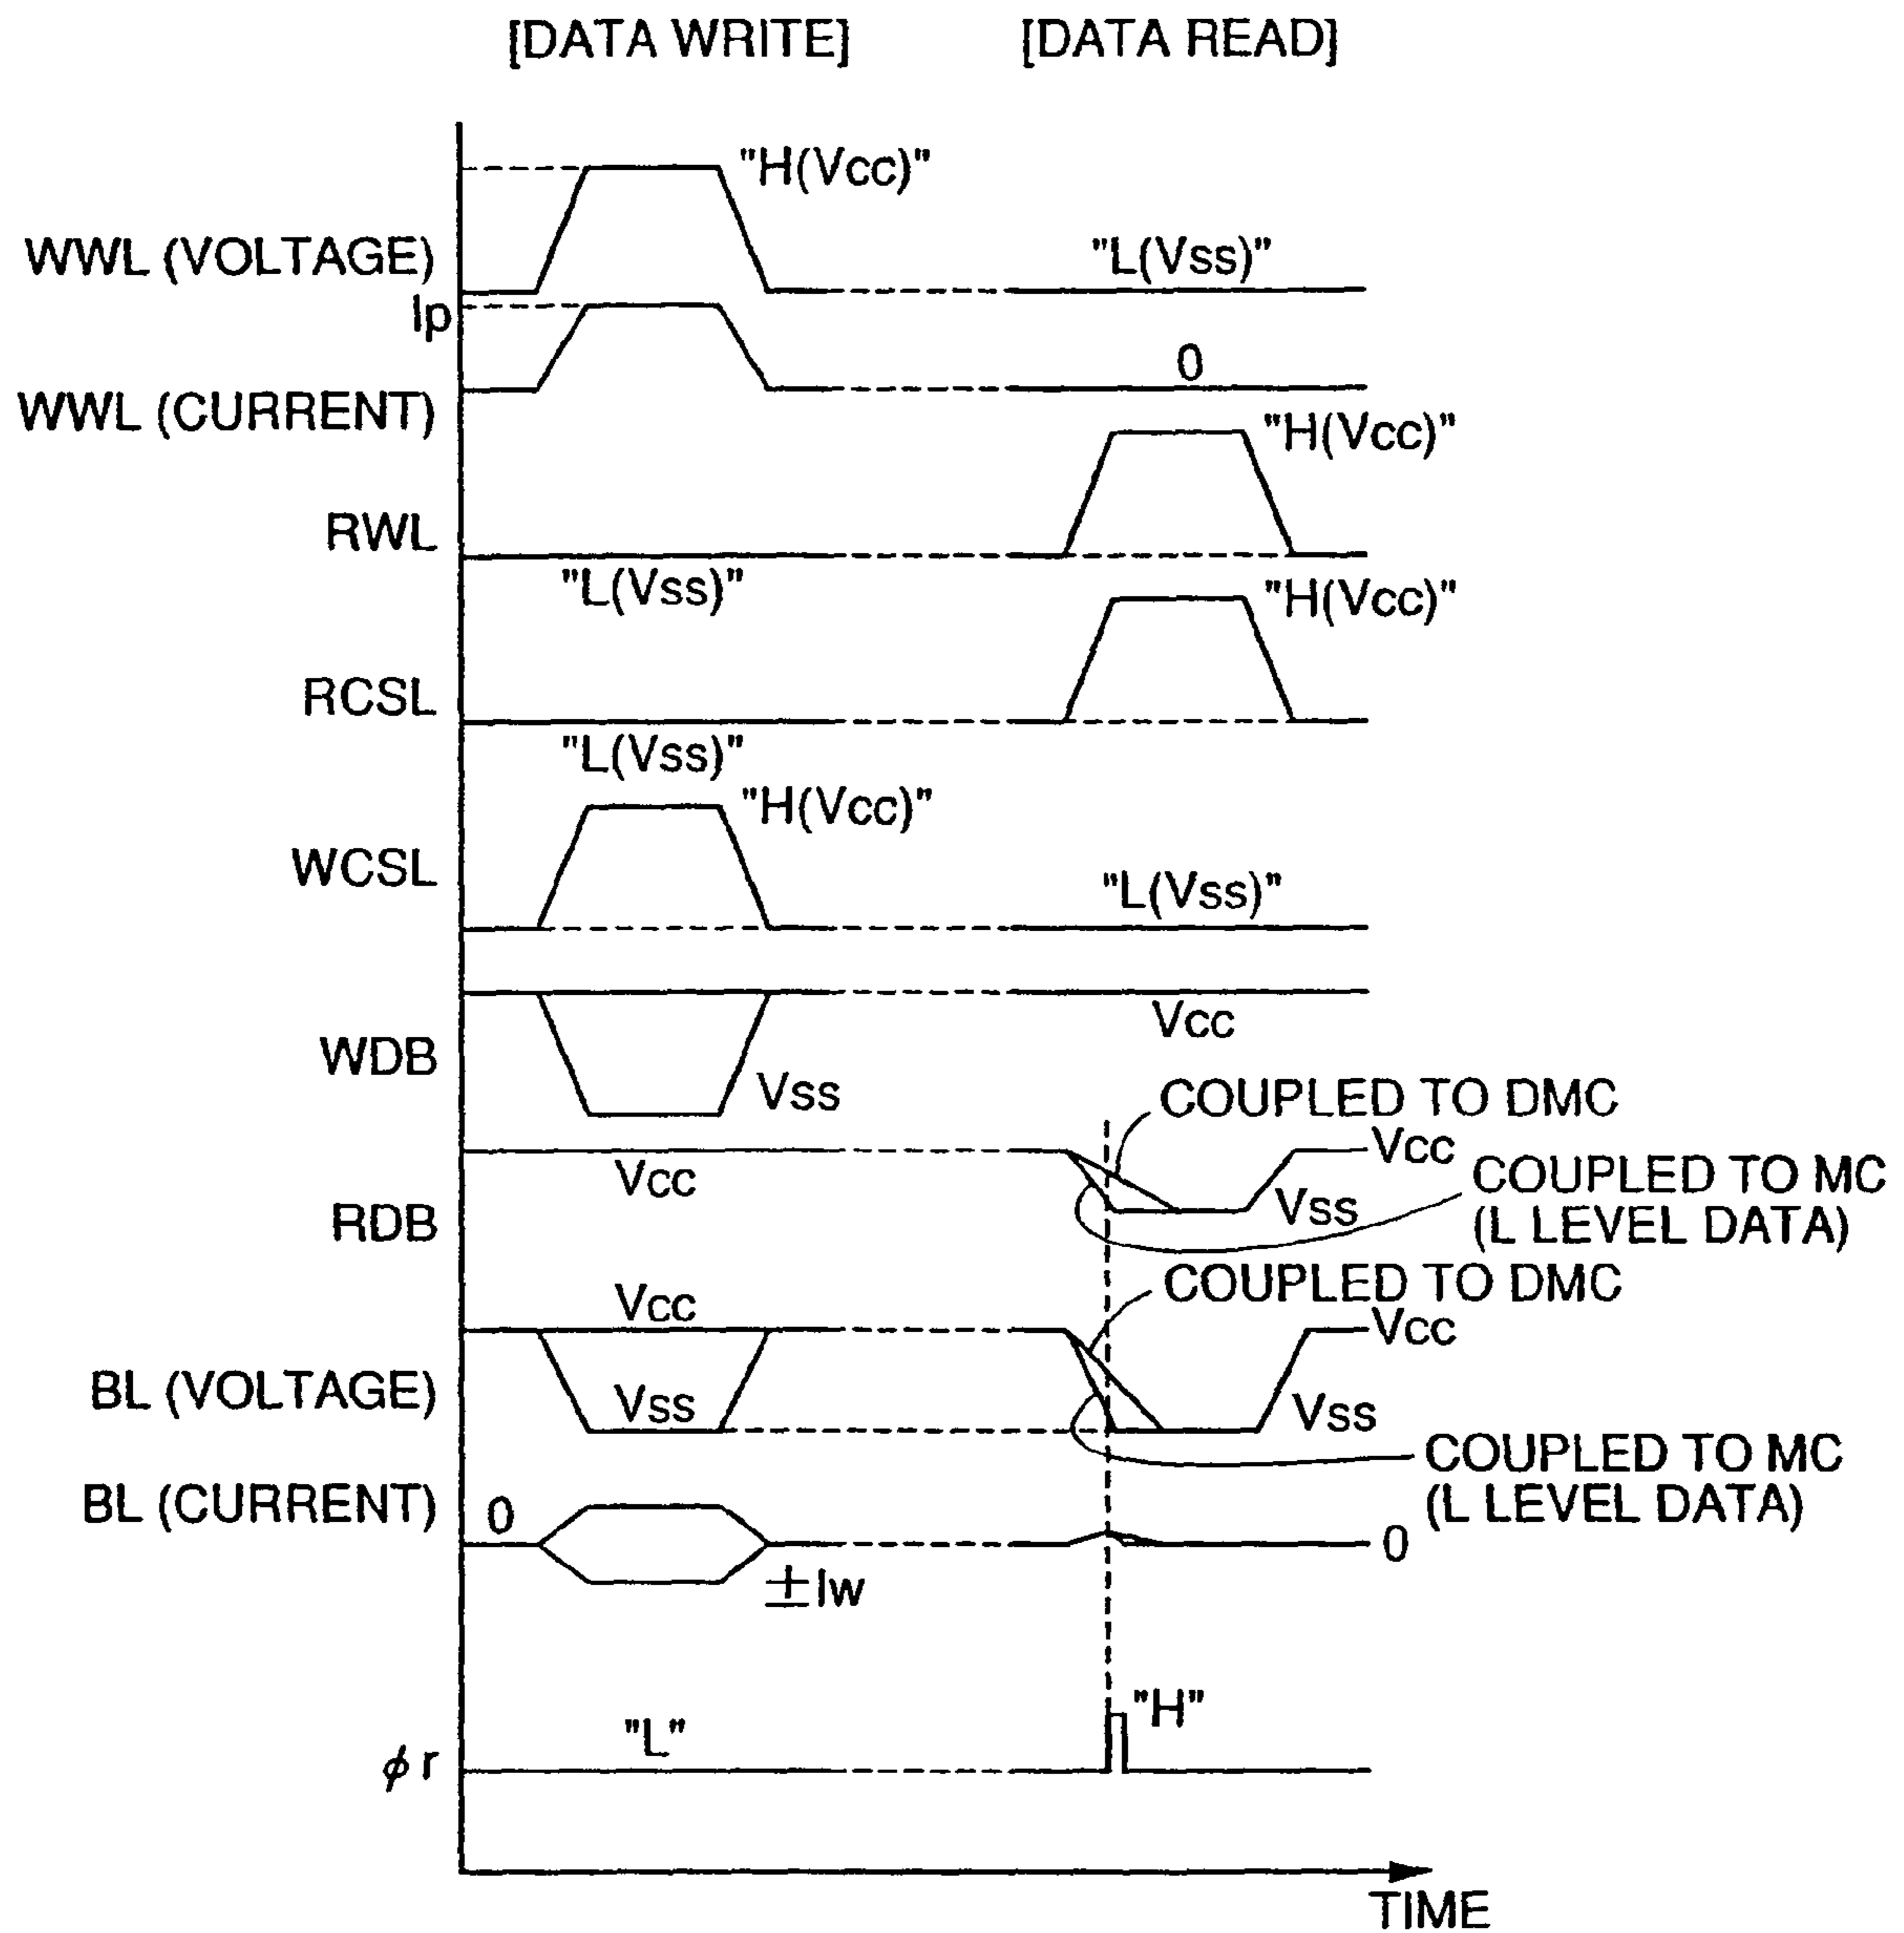 [DATA WRITE] [DATA READ]
"H(Vcc)"
WWL (VOLTAGE) "L(Vss)"
Ip
0
WWL (CURRENT) "H(Vcc)"
RWL
"L(Vss)" "H(Vcc)"
RCSL
"L(Vss)"
"H(Vcc)"
WCSL "L(Vss)"
Vcc
WDB
Vss COUPLED TO DMC
Vcc
Vcc COUPLED TO MC
Vss (L LEVEL DATA)
RDB
COUPLED TO DMC
Vcc Vcc
BL (VOLTAGE) Vss Vss
COUPLED TO MC
(L LEVEL DATA)
BL (CURRENT) 0
0
±Iw
"H"
"L"
ϕr
TIME